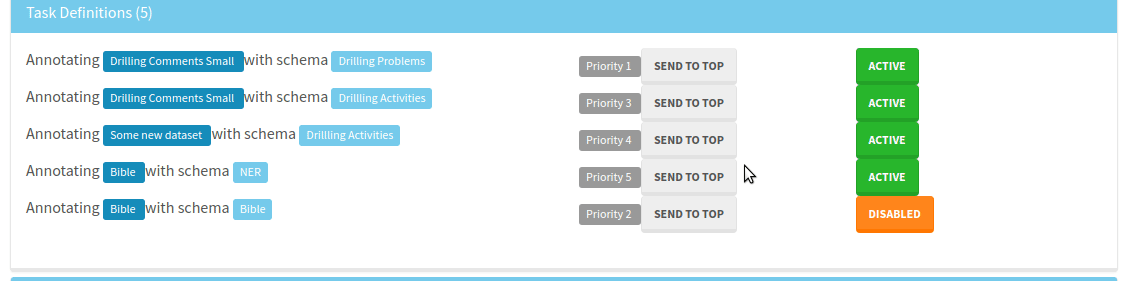 Task Definitions (5)
Annotating Drilling Comments Small with schema Drilling Problems Priority 1 SEND TO TOP ACTIVE
Annotating Drilling Comments Small with schema Drillling Activities Priority 3 SEND TO TOP ACTIVE
Annotating Some new dataset with schema Drillling Activities Priority 4 SEND TO TOP ACTIVE
Annotating Bible with schema NER Priority 5 SEND TO TOP ACTIVE
Annotating Bible with schema Bible Priority 2 SEND TO TOP DISABLED